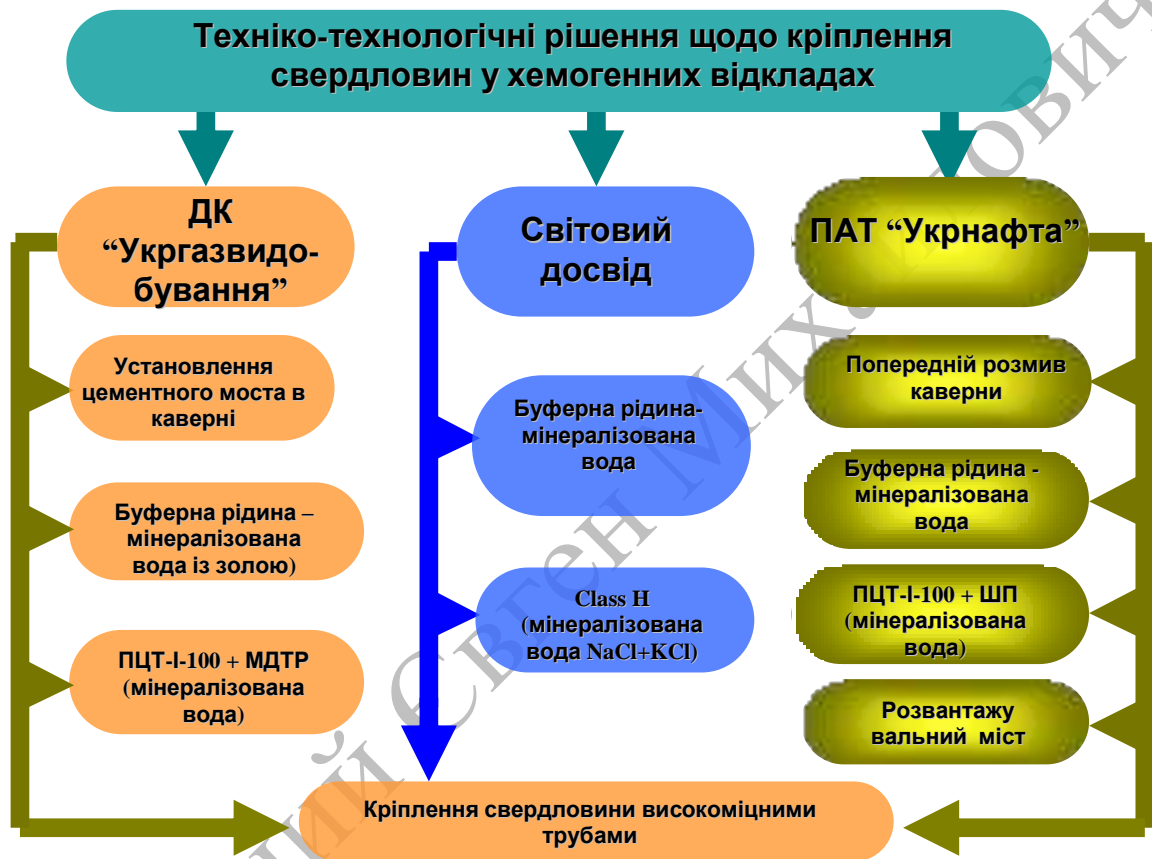 Техніко-технологічні рішення щодо кріплення
свердловин у хемогенних відкладах
ДК
“Укргазвидо-
бування”
Установлення
цементного моста в
каверні
Буферна рідина –
мінералізована
вода із золою)
ПЦТ-І-100 + МДТР
(мінералізована
вода)
Світовий
досвід
Буферна рідина-
мінералізована
вода
Class H
(мінералізована
вода NaCl+KCl)
ПАТ “Укрнафта”
Попередній розмив
каверни
Буферна рідина -
мінералізована
вода
ПЦТ-І-100 + ШП
(мінералізована
вода)
Розвантажу
вальний міст
Кріплення свердловини високоміцними
трубами
Євген